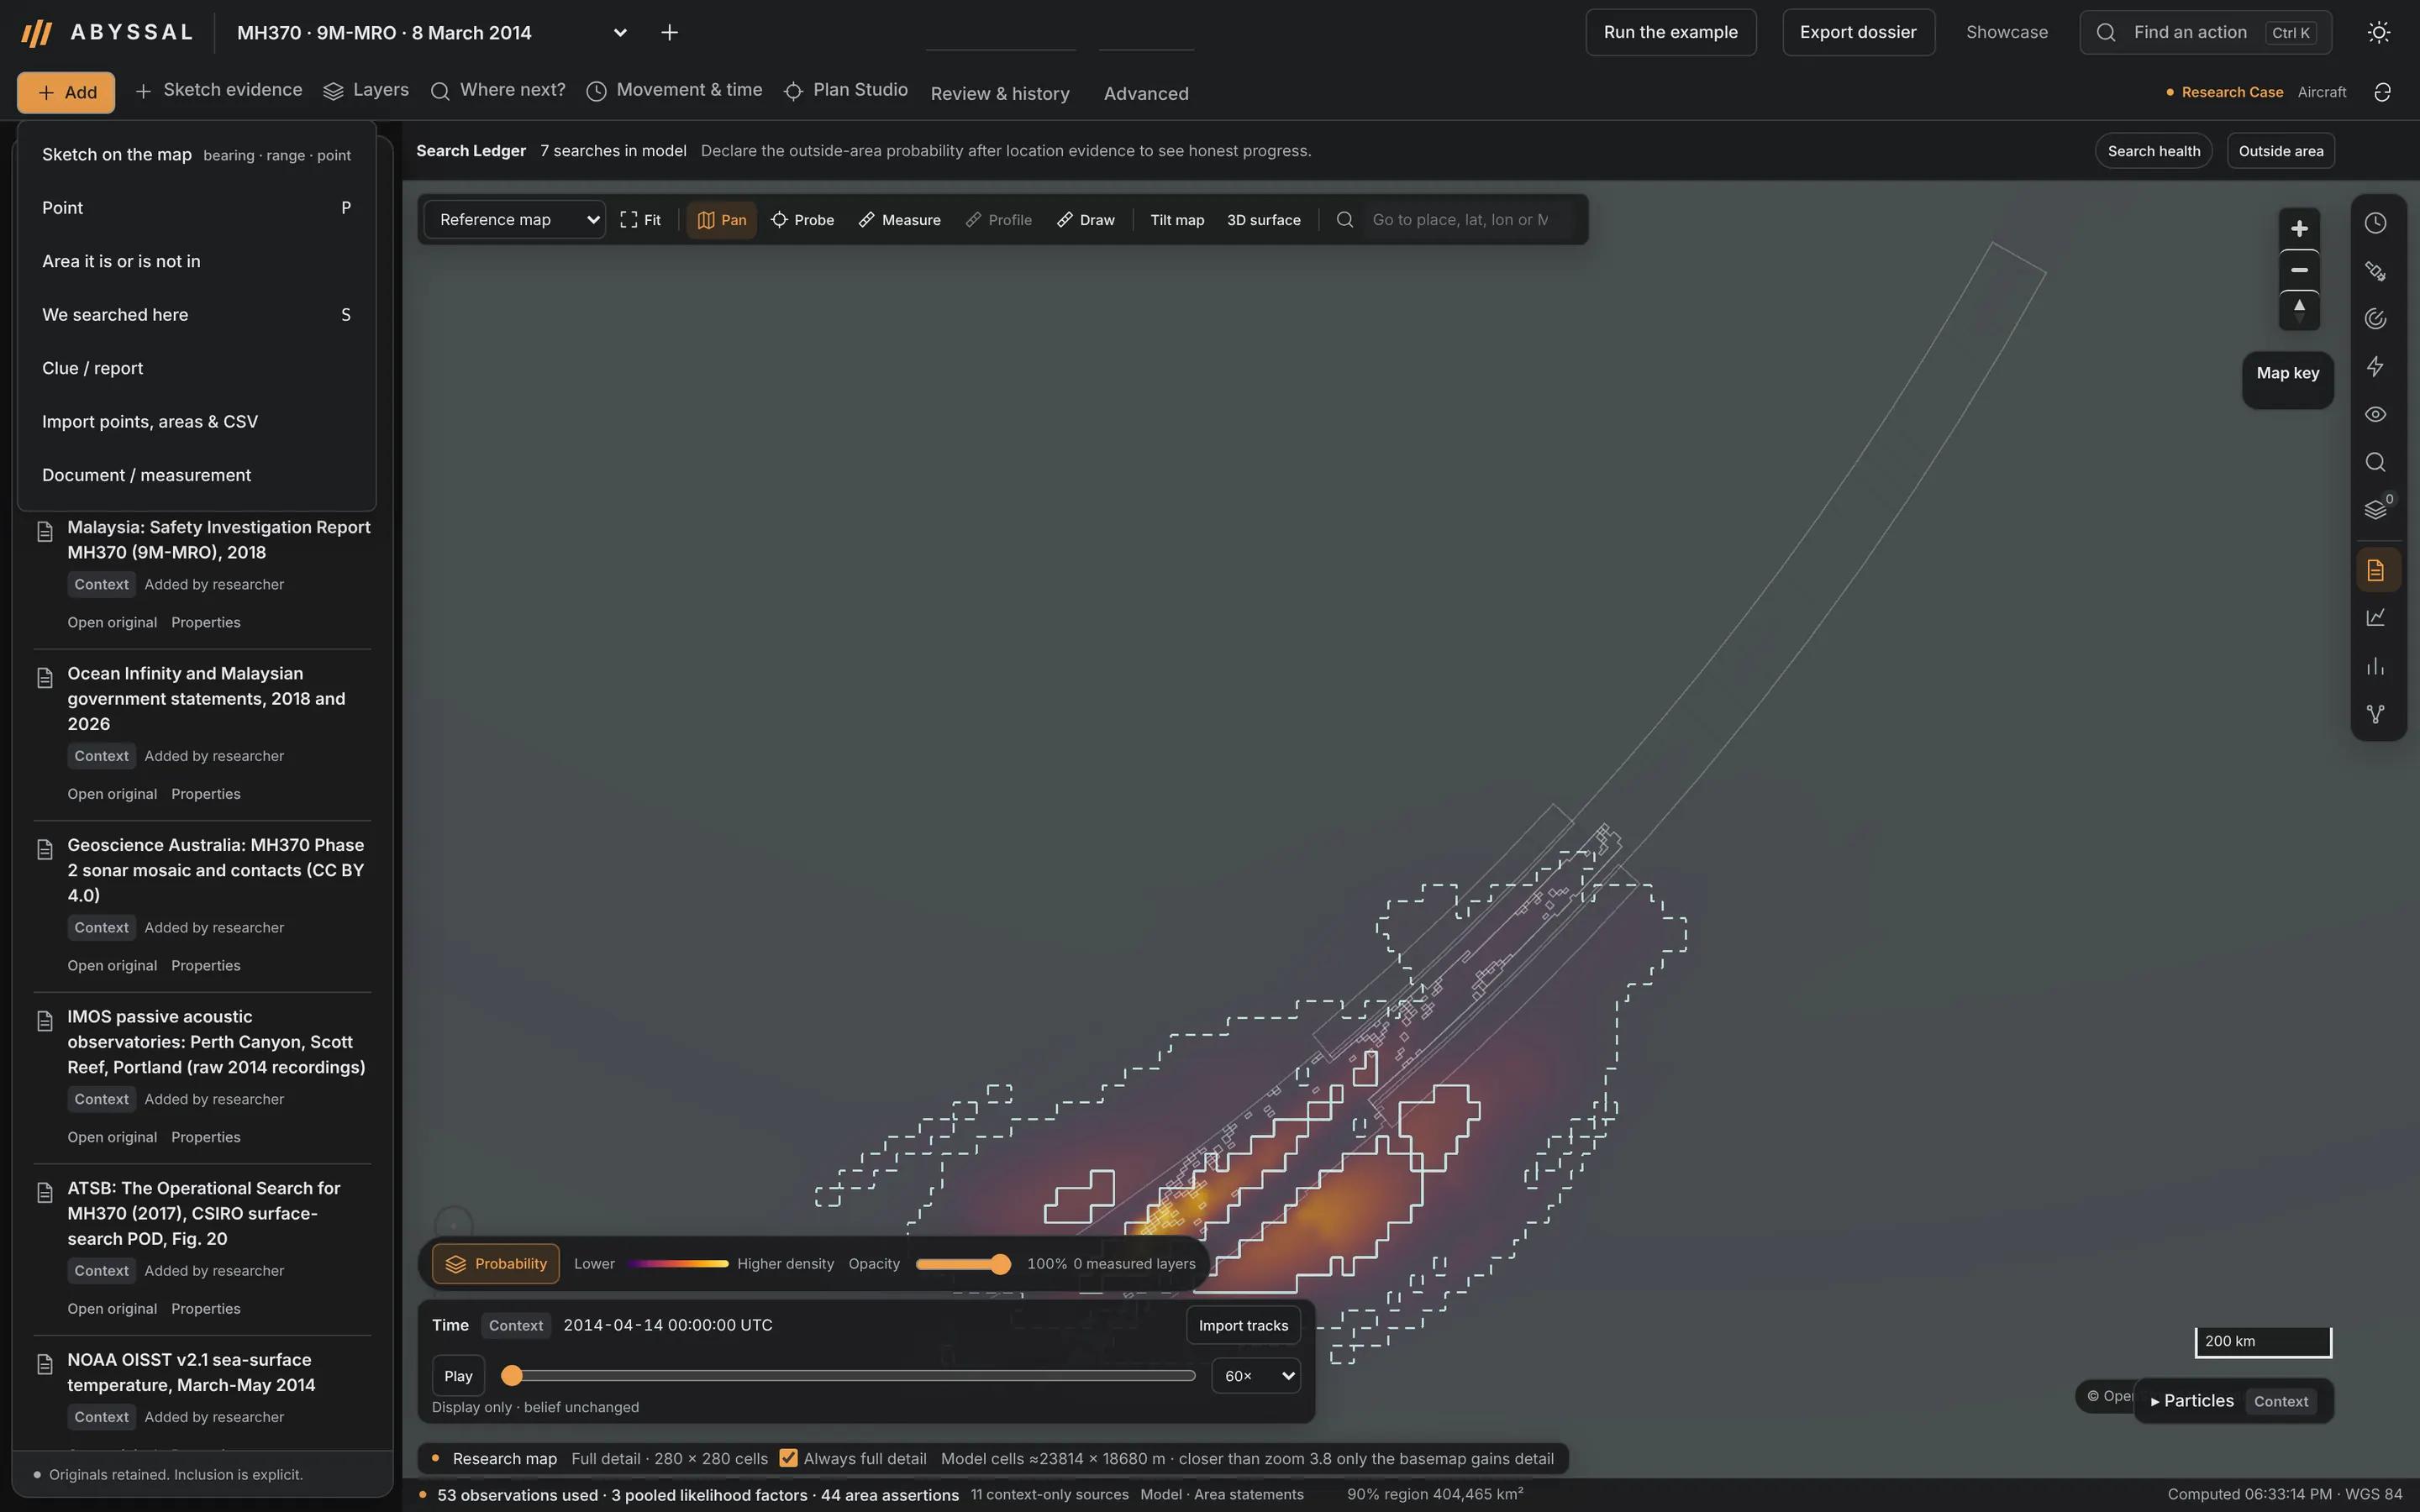 ABYSSAL
MH370 · 9M-MRO · 8 March 2014
Run the example
Export dossier
Showcase
Find an action Ctrl K
+ Add
Sketch evidence
Layers
Where next?
Movement & time
Plan Studio
Review & history
Advanced
Research Case Aircraft
Sketch on the map bearing · range · point
Point P
Area it is or is not in
We searched here S
Clue / report
Import points, areas & CSV
Document / measurement
Malaysia: Safety Investigation Report
MH370 (9M-MRO), 2018
Context Added by researcher
Open original Properties
Ocean Infinity and Malaysian
government statements, 2018 and
2026
Context Added by researcher
Open original Properties
Geoscience Australia: MH370 Phase
2 sonar mosaic and contacts (CC BY
4.0)
Context Added by researcher
Open original Properties
IMOS passive acoustic
observatories: Perth Canyon, Scott
Reef, Portland (raw 2014 recordings)
Context Added by researcher
Open original Properties
ATSB: The Operational Search for
MH370 (2017), CSIRO surface-
search POD, Fig. 20
Context Added by researcher
Open original Properties
NOAA OISST v2.1 sea-surface
temperature, March-May 2014
Context Added by researcher
Originals retained. Inclusion is explicit.
Search Ledger 7 searches in model Declare the outside-area probability after location evidence to see honest progress.
Search health
Outside area
Reference map
Fit
Pan
Probe
Measure
Profile
Draw
Tilt map
3D surface
Go to place, lat, lon or M
Map key
0
Probability Lower Higher density Opacity 100% 0 measured layers
Time Context 2014-04-14 00:00:00 UTC Import tracks
Play 60×
Display only · belief unchanged
200 km
© Oper
Particles Context
Research map Full detail · 280 × 280 cells Always full detail Model cells ≈23814 × 18680 m · closer than zoom 3.8 only the basemap gains detail
53 observations used · 3 pooled likelihood factors · 44 area assertions 11 context-only sources Model · Area statements 90% region 404,465 km²
Computed 06:33:14 PM · WGS 84